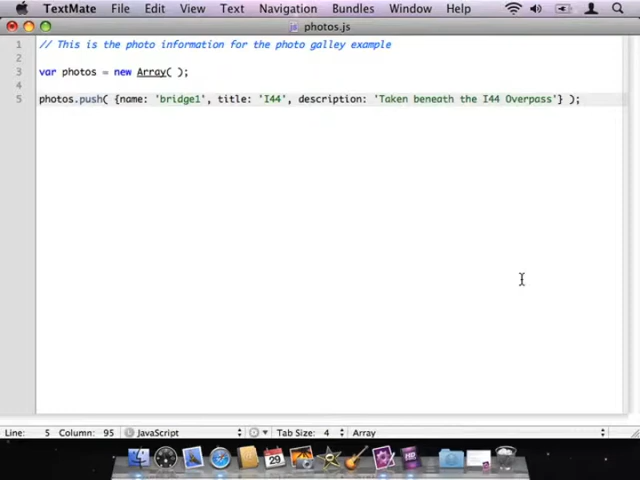 TextMate File Edit View Text Navigation Bundles Window Help
photos.js
1 // This is the photo information for the photo galley example
2
3 var photos = new Array( );
4
5 photos.push( {name: 'bridge1', title: 'I44', description: 'Taken beneath the I44 Overpass'} );
Line: 5 Column: 95 JavaScript Tab Size: 4 Array
29